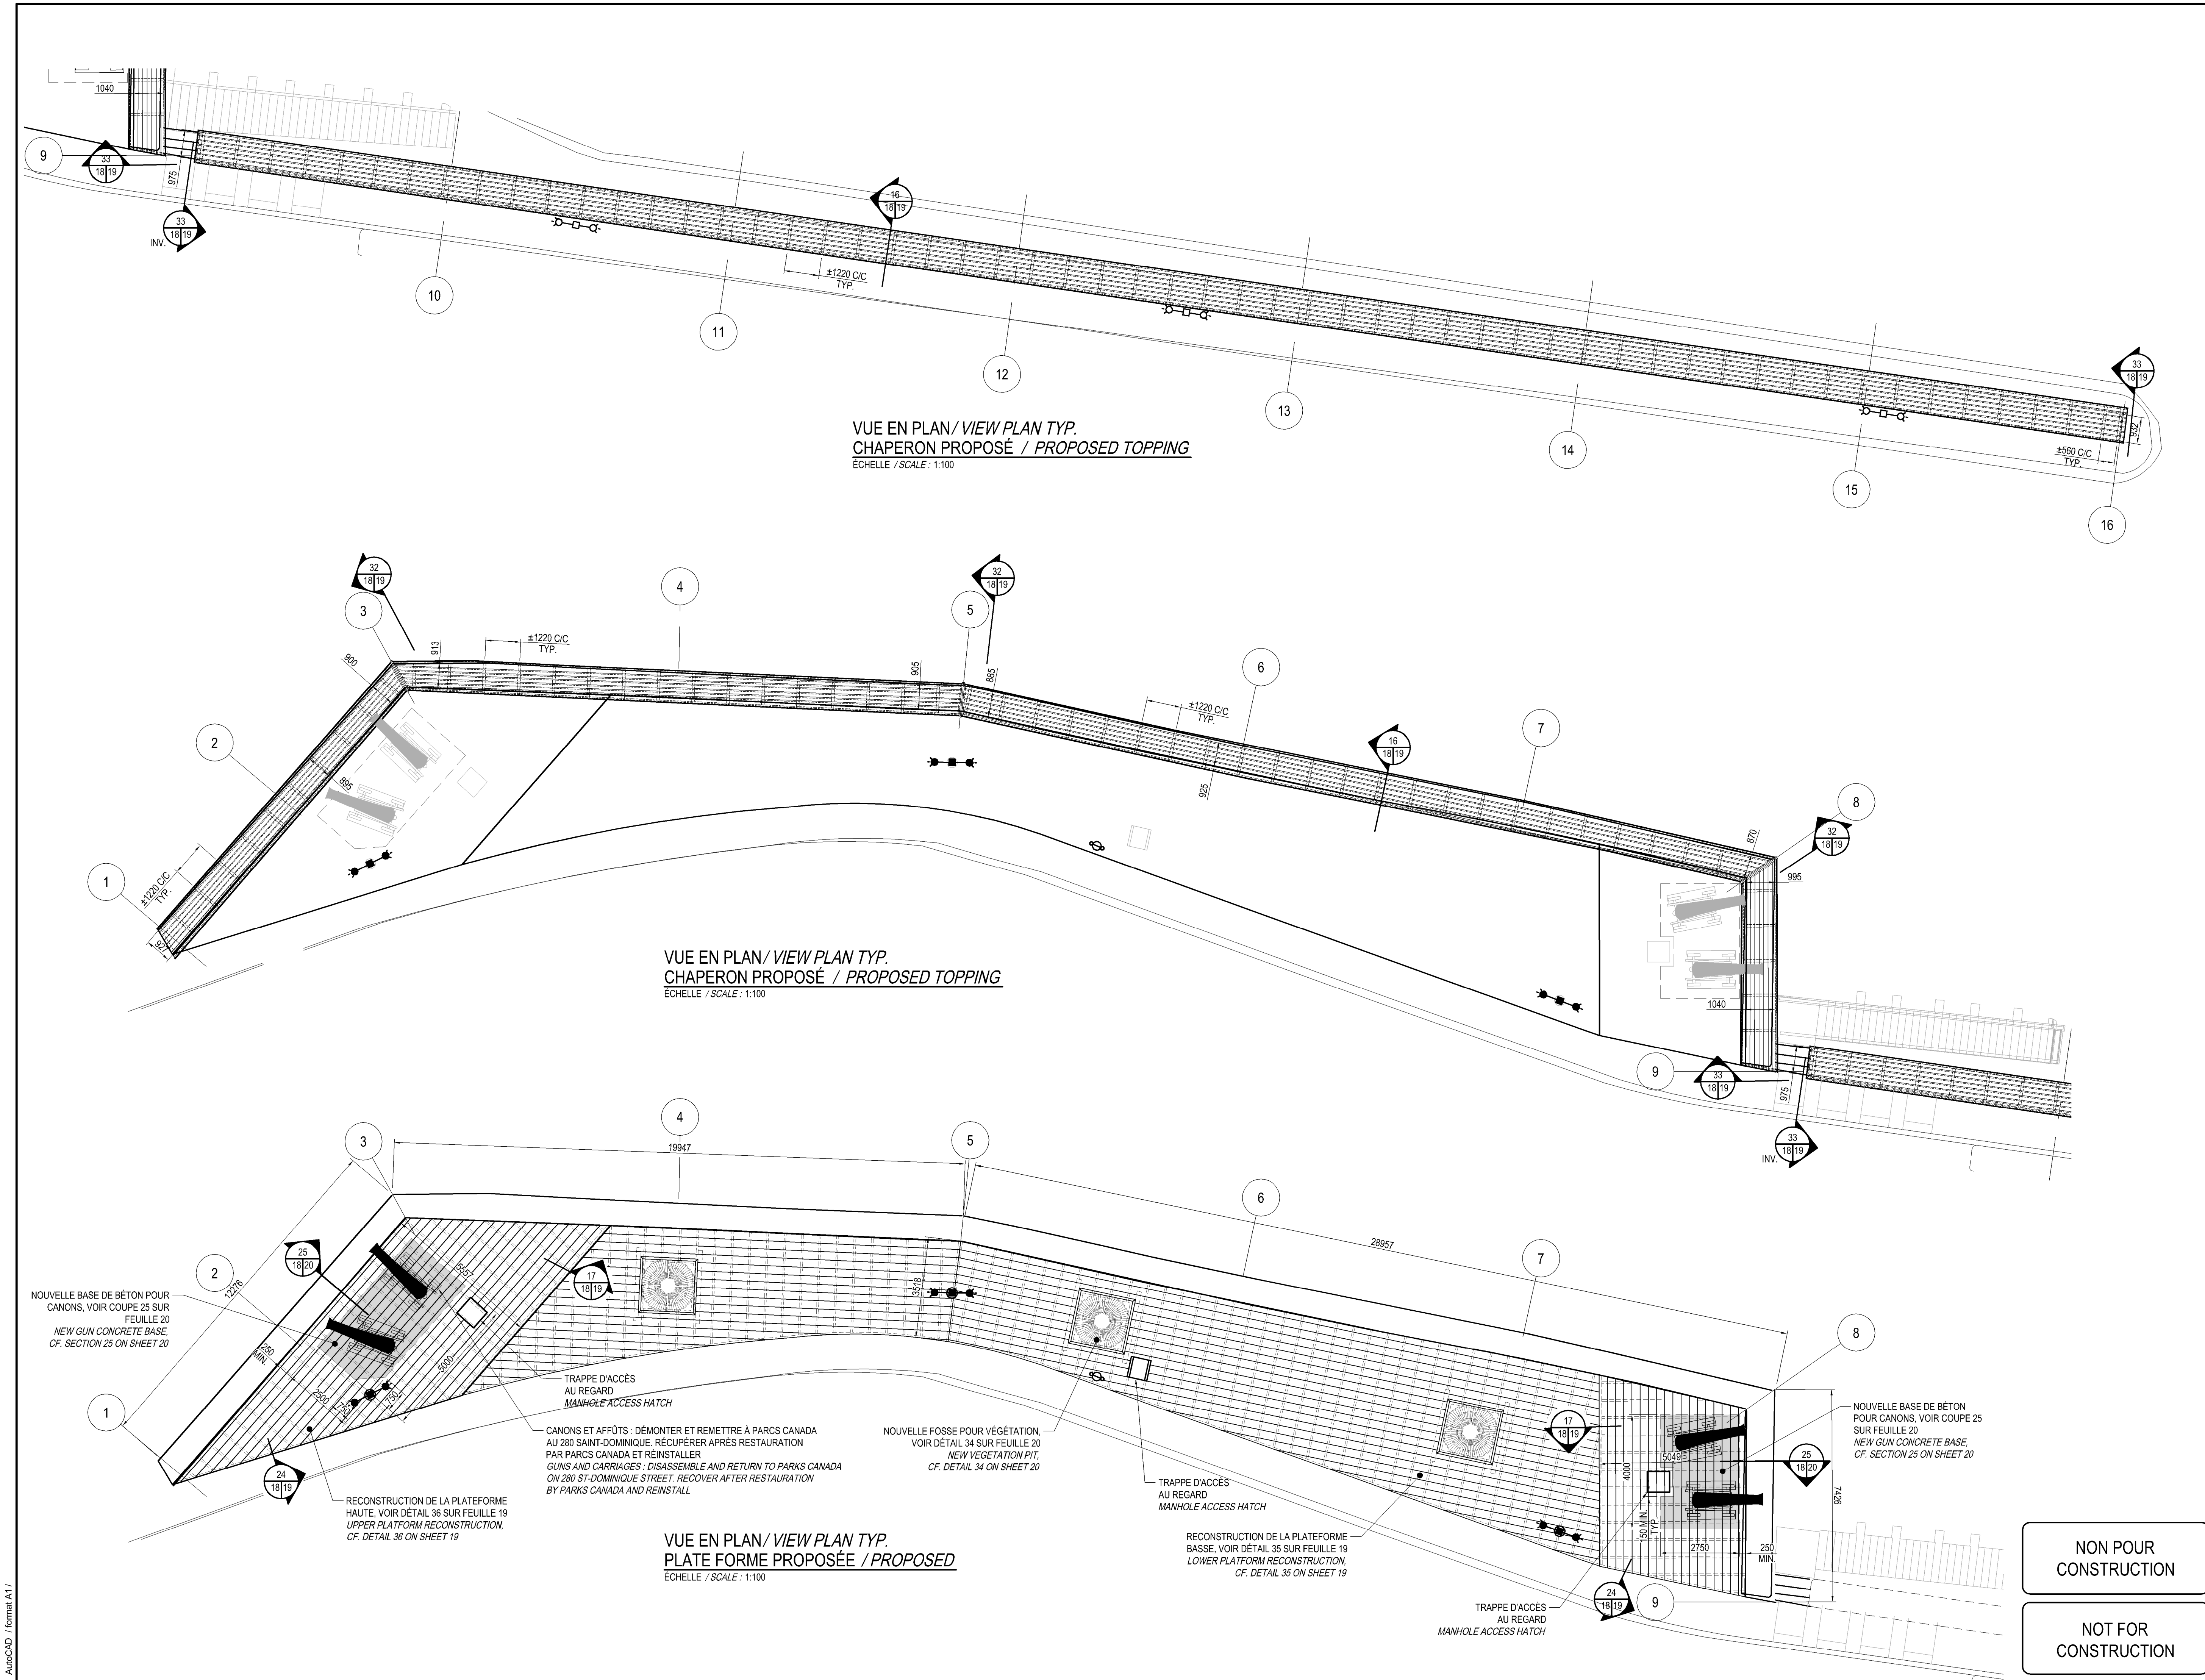 1040
9
33
18 19
975
33
18 19
INV.
10
11
16
18 19
±1220 C/C
TYP.
12
13
14
15
33
18 19
932
±560 C/C
TYP.
16
VUE EN PLAN / VIEW PLAN TYP.
CHAPERON PROPOSÉ / PROPOSED TOPPING
ÉCHELLE / SCALE : 1:100
32
18 19
3
4
32
18 19
5
900
913
±1220 C/C
TYP.
905
885
6
±1220 C/C
TYP.
2
895
925
16
18 19
7
8
870
32
18 19
995
1
±1220 C/C
TYP.
927
1040
9
33
18 19
975
33
18 19
INV.
VUE EN PLAN / VIEW PLAN TYP.
CHAPERON PROPOSÉ / PROPOSED TOPPING
ÉCHELLE / SCALE : 1:100
3
4
19947
5
6
28957
7
8
2
12276
25
18 20
5557
17
18 19
3518
NOUVELLE BASE DE BÉTON POUR
CANONS, VOIR COUPE 25 SUR
FEUILLE 20
NEW GUN CONCRETE BASE,
CF. SECTION 25 ON SHEET 20
250
MIN.
2500
750
750
5000
1
24
18 19
TRAPPE D'ACCÈS
AU REGARD
MANHOLE ACCESS HATCH
CANONS ET AFFÛTS : DÉMONTER ET REMETTRE À PARCS CANADA
AU 280 SAINT-DOMINIQUE. RÉCUPÉRER APRÈS RESTAURATION
PAR PARCS CANADA ET RÉINSTALLER
GUNS AND CARRIAGES : DISASSEMBLE AND RETURN TO PARKS CANADA
ON 280 ST-DOMINIQUE STREET. RECOVER AFTER RESTAURATION
BY PARKS CANADA AND REINSTALL
RECONSTRUCTION DE LA PLATEFORME
HAUTE, VOIR DÉTAIL 36 SUR FEUILLE 19
UPPER PLATFORM RECONSTRUCTION,
CF. DETAIL 36 ON SHEET 19
NOUVELLE FOSSE POUR VÉGÉTATION,
VOIR DÉTAIL 34 SUR FEUILLE 20
NEW VEGETATION PIT,
CF. DETAIL 34 ON SHEET 20
TRAPPE D'ACCÈS
AU REGARD
MANHOLE ACCESS HATCH
RECONSTRUCTION DE LA PLATEFORME
BASSE, VOIR DÉTAIL 35 SUR FEUILLE 19
LOWER PLATFORM RECONSTRUCTION,
CF. DETAIL 35 ON SHEET 19
17
18 19
5049
4000
150 MIN.
TYP.
2750
250
MIN.
7426
25
18 20
NOUVELLE BASE DE BÉTON
POUR CANONS, VOIR COUPE 25
SUR FEUILLE 20
NEW GUN CONCRETE BASE,
CF. SECTION 25 ON SHEET 20
24
18 19
9
TRAPPE D'ACCÈS
AU REGARD
MANHOLE ACCESS HATCH
VUE EN PLAN / VIEW PLAN TYP.
PLATE FORME PROPOSÉE / PROPOSED
ÉCHELLE / SCALE : 1:100
NON POUR
CONSTRUCTION
NOT FOR
CONSTRUCTION
AutoCAD / format A1 /